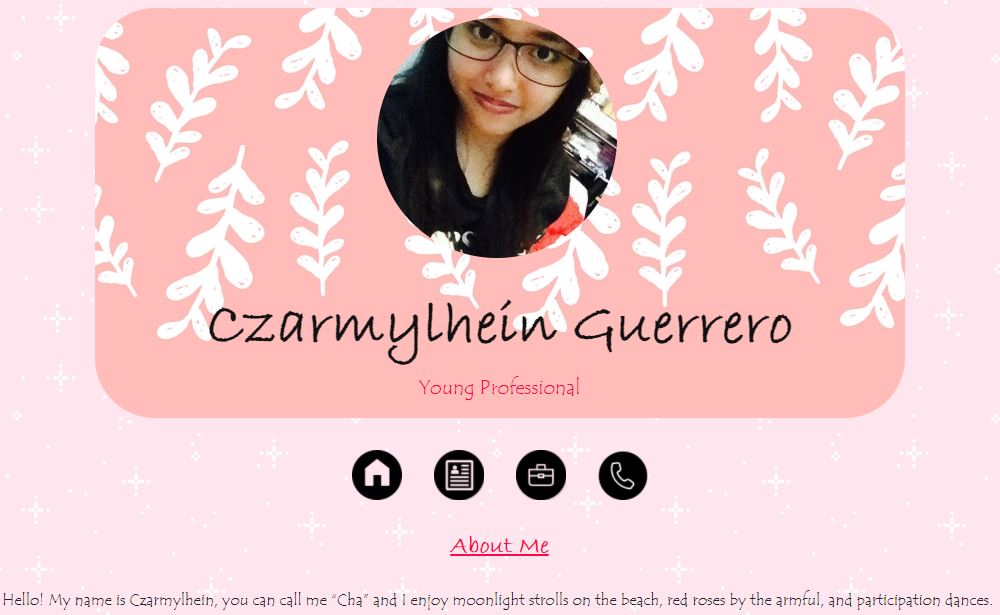 Czarmylhein Guerrero
Young Professional
About Me
Hello! My name is Czarmylhein, you can call me “Cha” and I enjoy moonlight strolls on the beach, red roses by the armful, and participation dances.